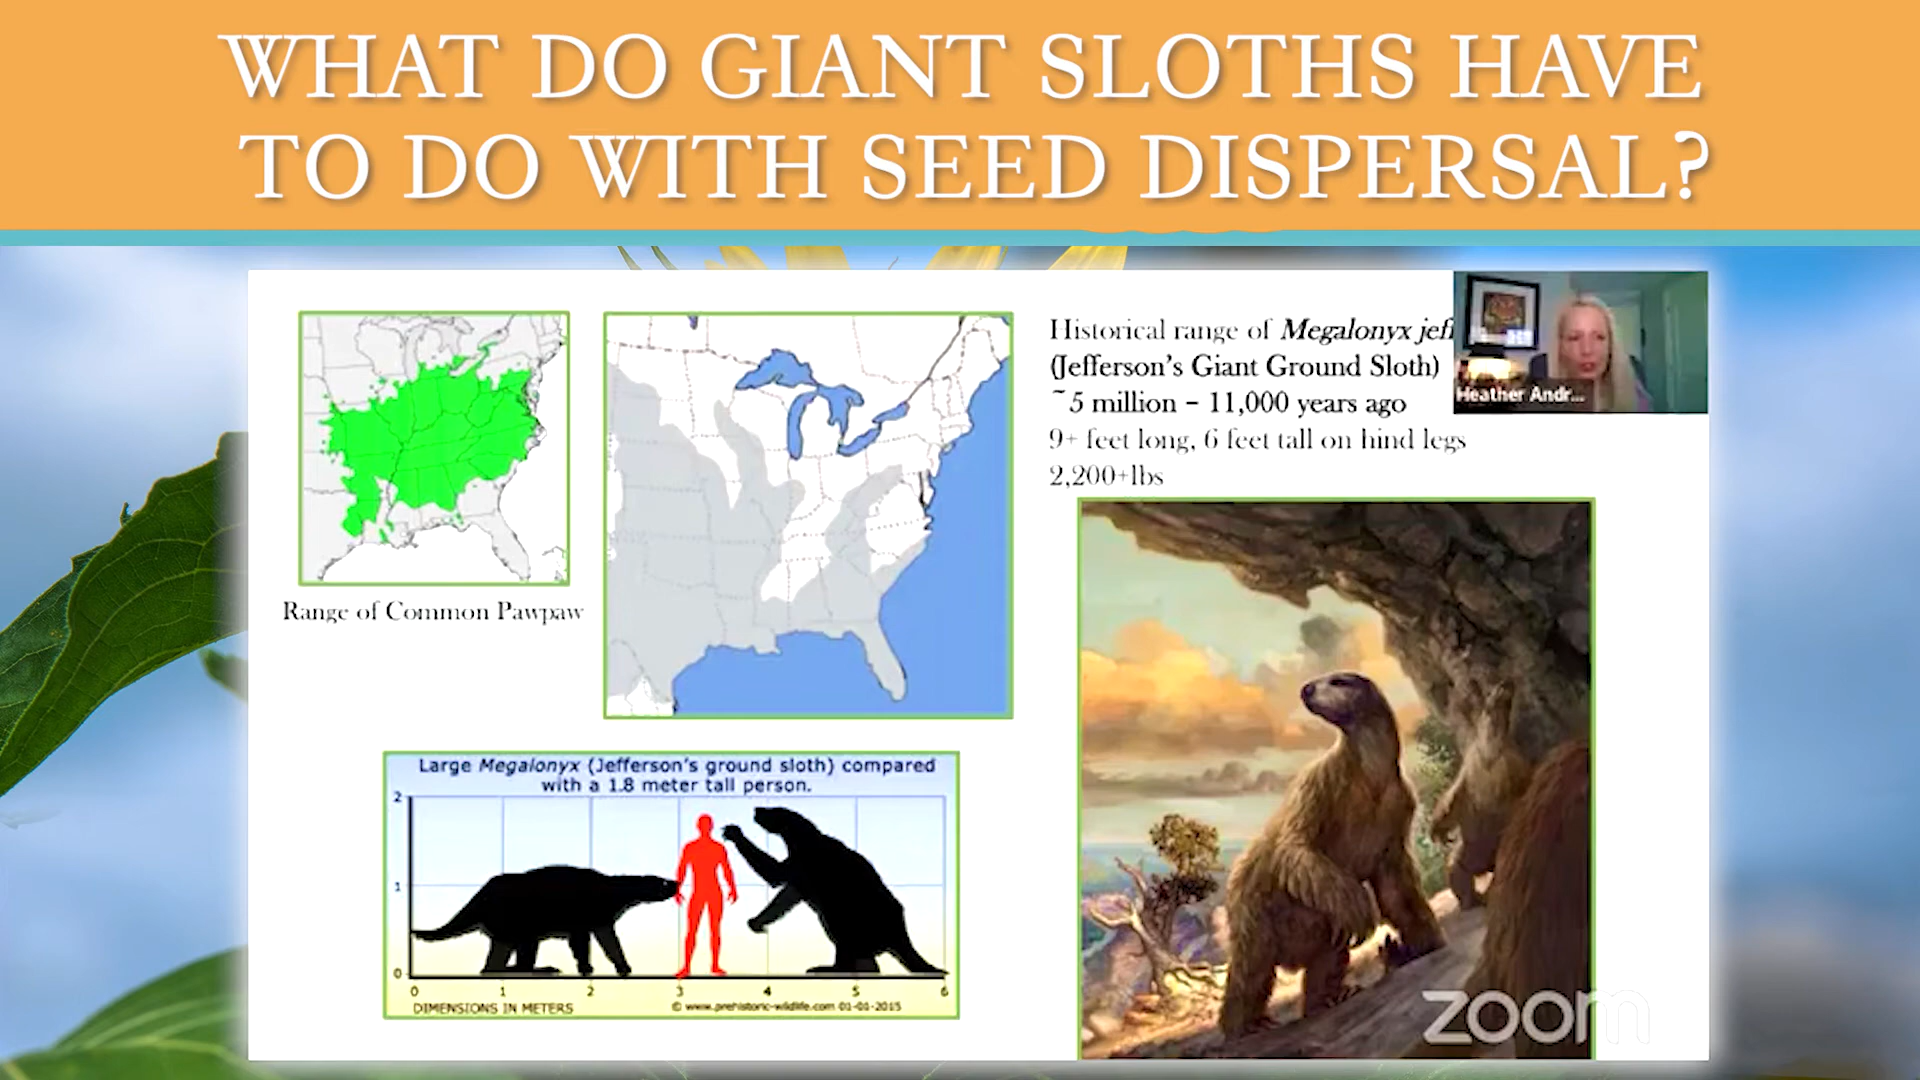 WHAT DO GIANT SLOTHS HAVE
TO DO WITH SEED DISPERSAL?
Range of Common Pawpaw
Historical range of Megalonyx jeff
(Jefferson's Giant Ground Sloth)
~5 million – 11,000 years ago
9+ feet long, 6 feet tall on hind legs
2,200+lbs
Heather Andr...
Large Megalonyx (Jefferson's ground sloth) compared
with a 1.8 meter tall person.
2
1
0
0 1 2 3 4 5 6
DIMENSIONS IN METERS
© www.prehistoric-wildlife.com 01-01-2015
zoom